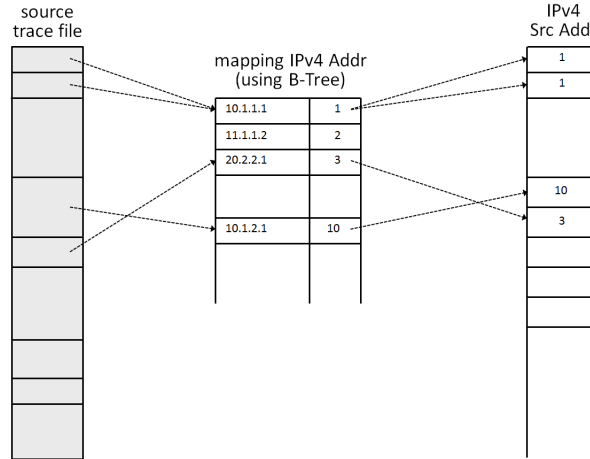 source
trace file
mapping IPv4 Addr
(using B-Tree)
IPv4
Src Add
10.1.1.1 1
11.1.1.2 2
20.2.2.1 3
10.1.2.1 10
1
1
10
3